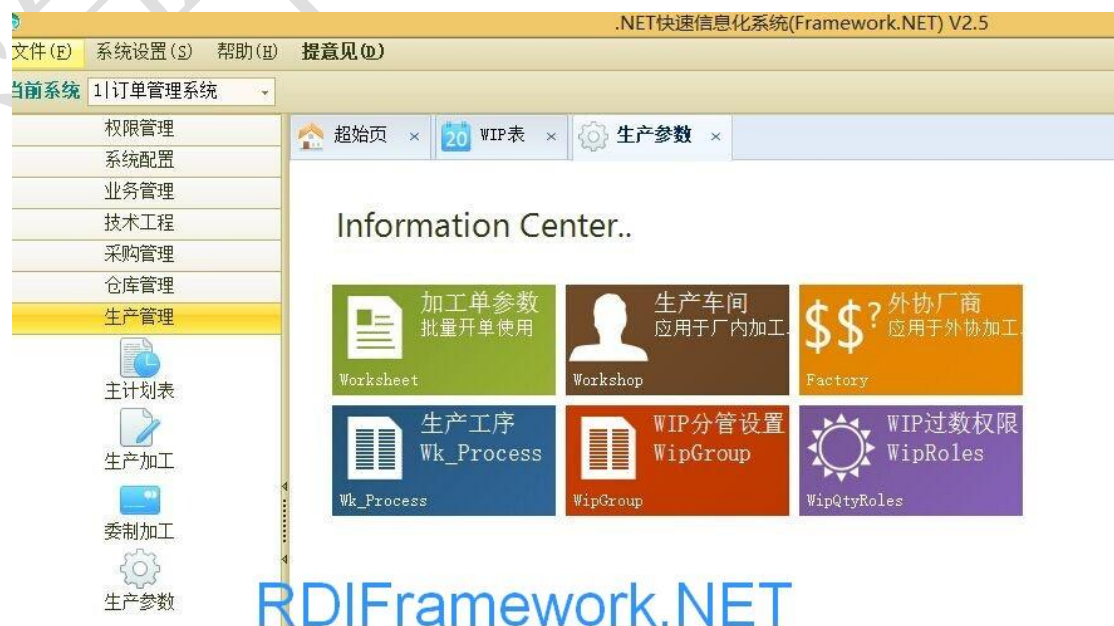 .NET快速信息化系统(Framework.NET) V2.5
文件(F) 系统设置(S) 帮助(H) 提意见(D)
当前系统 1|订单管理系统
权限管理
系统配置
业务管理
技术工程
采购管理
仓库管理
生产管理
主计划表
生产加工
委制加工
生产参数
超始页 × 20 WIP表 × 生产参数 ×
Information Center..
加工单参数
批量开单使用
Worksheet
生产车间
应用于厂内加工.
Workshop
$$?
外协厂商
应用于外协加工.
Factory
生产工序
Wk_Process
Wk_Process
WIP分管设置
WipGroup
WipGroup
WIP过数权限
WipRoles
WipQtyRoles
RDIFramework.NET